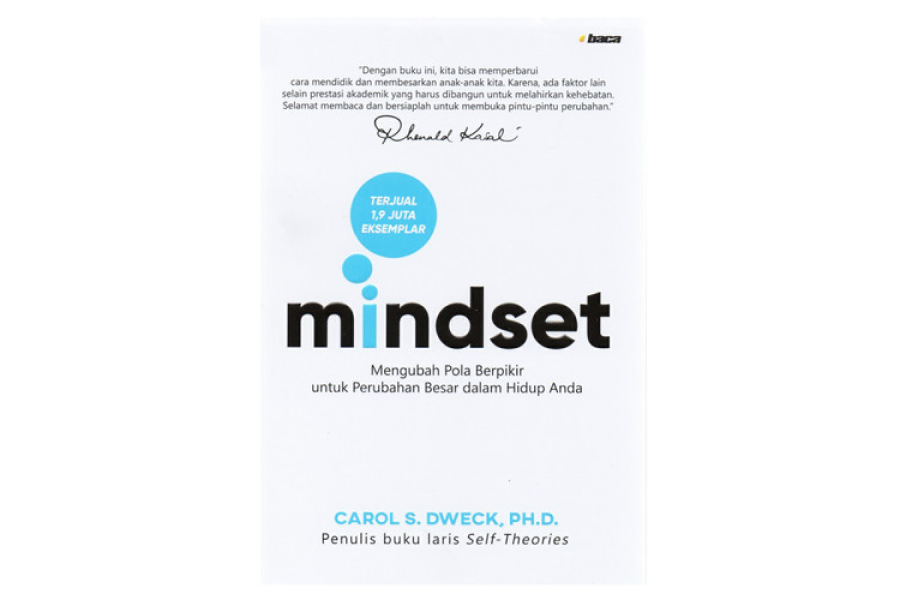 baca
"Dengan buku ini, kita bisa memperbarui
cara mendidik dan membesarkan anak-anak kita. Karena, ada faktor lain
selain prestasi akademik yang harus dibangun untuk melahirkan kehebatan.
Selamat membaca dan bersiaplah untuk membuka pintu-pintu perubahan."
Rhenald Kasali
TERJUAL
1,9 JUTA
EKSEMPLAR
mindset
Mengubah Pola Berpikir
untuk Perubahan Besar dalam Hidup Anda
CAROL S. DWECK, PH.D.
Penulis buku laris Self-Theories